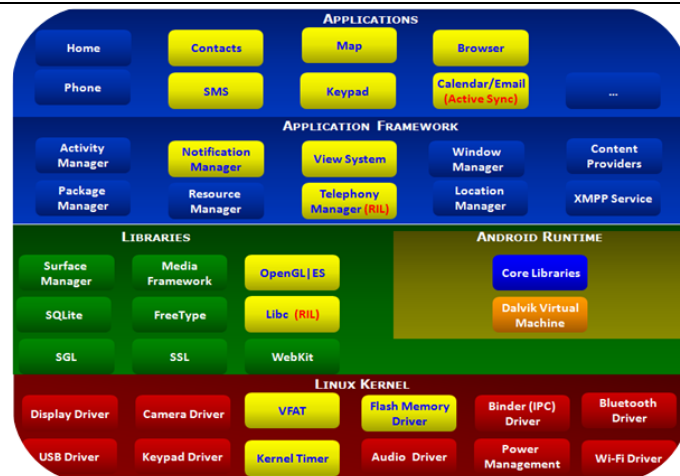 APPLICATIONS
Home
Contacts
Map
Browser
Phone
SMS
Keypad
Calendar/Email
(Active Sync)
...
APPLICATION FRAMEWORK
Activity
Manager
Notification
Manager
View System
Window
Manager
Content
Providers
Package
Manager
Resource
Manager
Telephony
Manager (RIL)
Location
Manager
XMPP Service
LIBRARIES
Surface
Manager
Media
Framework
OpenGL|ES
SQLite
FreeType
Libc (RIL)
SGL
SSL
WebKit
ANDROID RUNTIME
Core Libraries
Dalvik Virtual
Machine
LINUX KERNEL
Display Driver
Camera Driver
VFAT
Flash Memory
Driver
Binder (IPC)
Driver
Bluetooth
Driver
USB Driver
Keypad Driver
Kernel Timer
Audio Driver
Power
Management
Wi-Fi Driver